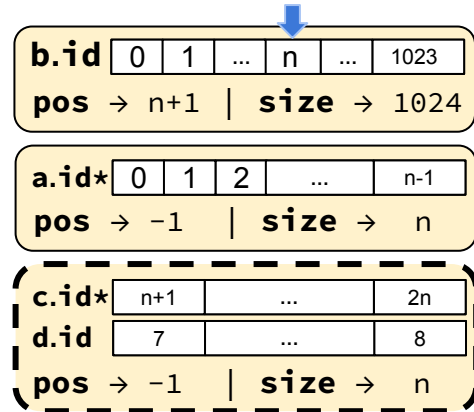 b.id 0 1 ... n ... 1023
pos → n+1 | size → 1024
a.id* 0 1 2 ... n-1
pos → -1 | size → n
c.id* n+1 ... 2n
d.id 7 ... 8
pos → -1 | size → n